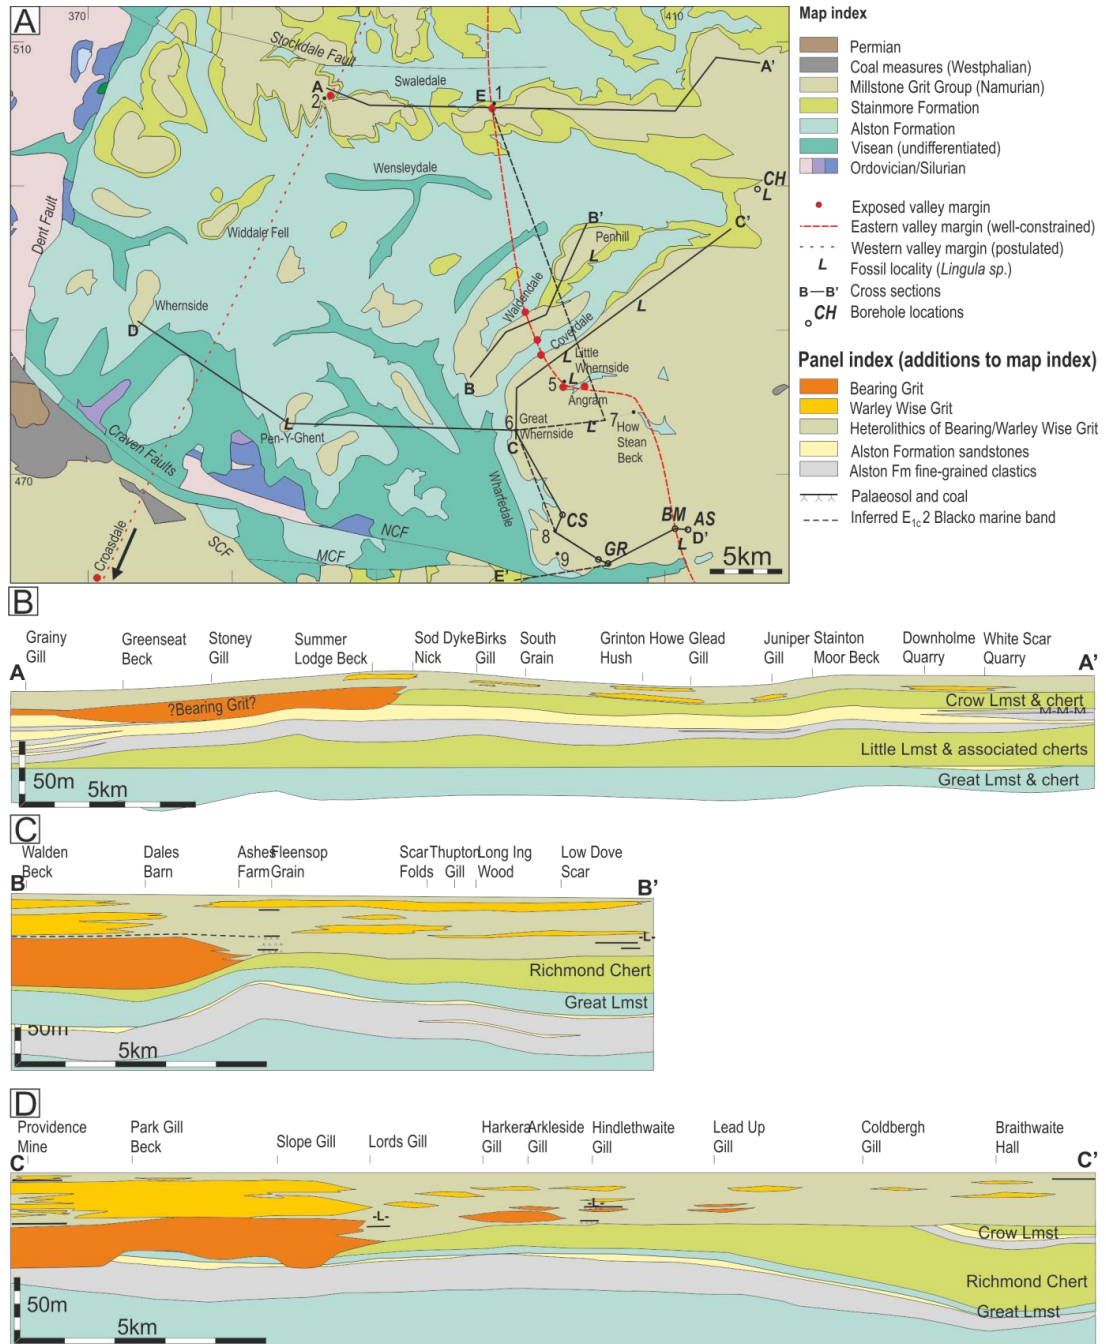 A
370
410
510
Stockdale Fault
Swaledale
A
2
E
1
A'
Wensleydale
CH
L
Dent Fault
Widdale Fell
B'
Penhill
L
C'
Whernside
D
Waldendale
Coverdale
L
L
Little
Whernside
B
5
L
Angram
L
Pen-Y-Ghent
6
Great
Whernside
C
L
7
How
Stean
Beck
Craven Faults
470
Wharfedale
CS
BM
AS
D'
L
8
9
GR
E'
NCF
MCF
SCF
Croasdale
5km
Map index
Permian
Coal measures (Westphalian)
Millstone Grit Group (Namurian)
Stainmore Formation
Alston Formation
Visean (undifferentiated)
Ordovician/Silurian
Exposed valley margin
Eastern valley margin (well-constrained)
Western valley margin (postulated)
L Fossil locality (Lingula sp.)
B—B' Cross sections
CH Borehole locations
Panel index (additions to map index)
Bearing Grit
Warley Wise Grit
Heterolithics of Bearing/Warley Wise Grit
Alston Formation sandstones
Alston Fm fine-grained clastics
Palaeosol and coal
Inferred E1c2 Blacko marine band
B
Grainy
Gill
Greenseat
Beck
Stoney
Gill
Summer
Lodge Beck
Sod Dyke
Nick
Birks
Gill
South
Grain
Grinton Howe
Hush
Glead
Gill
Juniper
Gill
Stainton
Moor Beck
Downholme
Quarry
White Scar
Quarry
A
A'
?Bearing Grit?
Crow Lmst & chert
M-M-M
Little Lmst & associated cherts
Great Lmst & chert
50m
5km
C
Walden
Beck
Dales
Barn
Ashes
Farm
Fleensop
Grain
Scar
Folds
Thupton
Gill
Long Ing
Wood
Low Dove
Scar
B
B'
-L-
Richmond Chert
Great Lmst
50m
5km
D
Providence
Mine
Park Gill
Beck
Slope Gill
Lords Gill
Harkera
Gill
Arkleside
Gill
Hindlethwaite
Gill
Lead Up
Gill
Coldbergh
Gill
Braithwaite
Hall
C
C'
-L-
-L-
Crow Lmst
Richmond Chert
Great Lmst
50m
5km